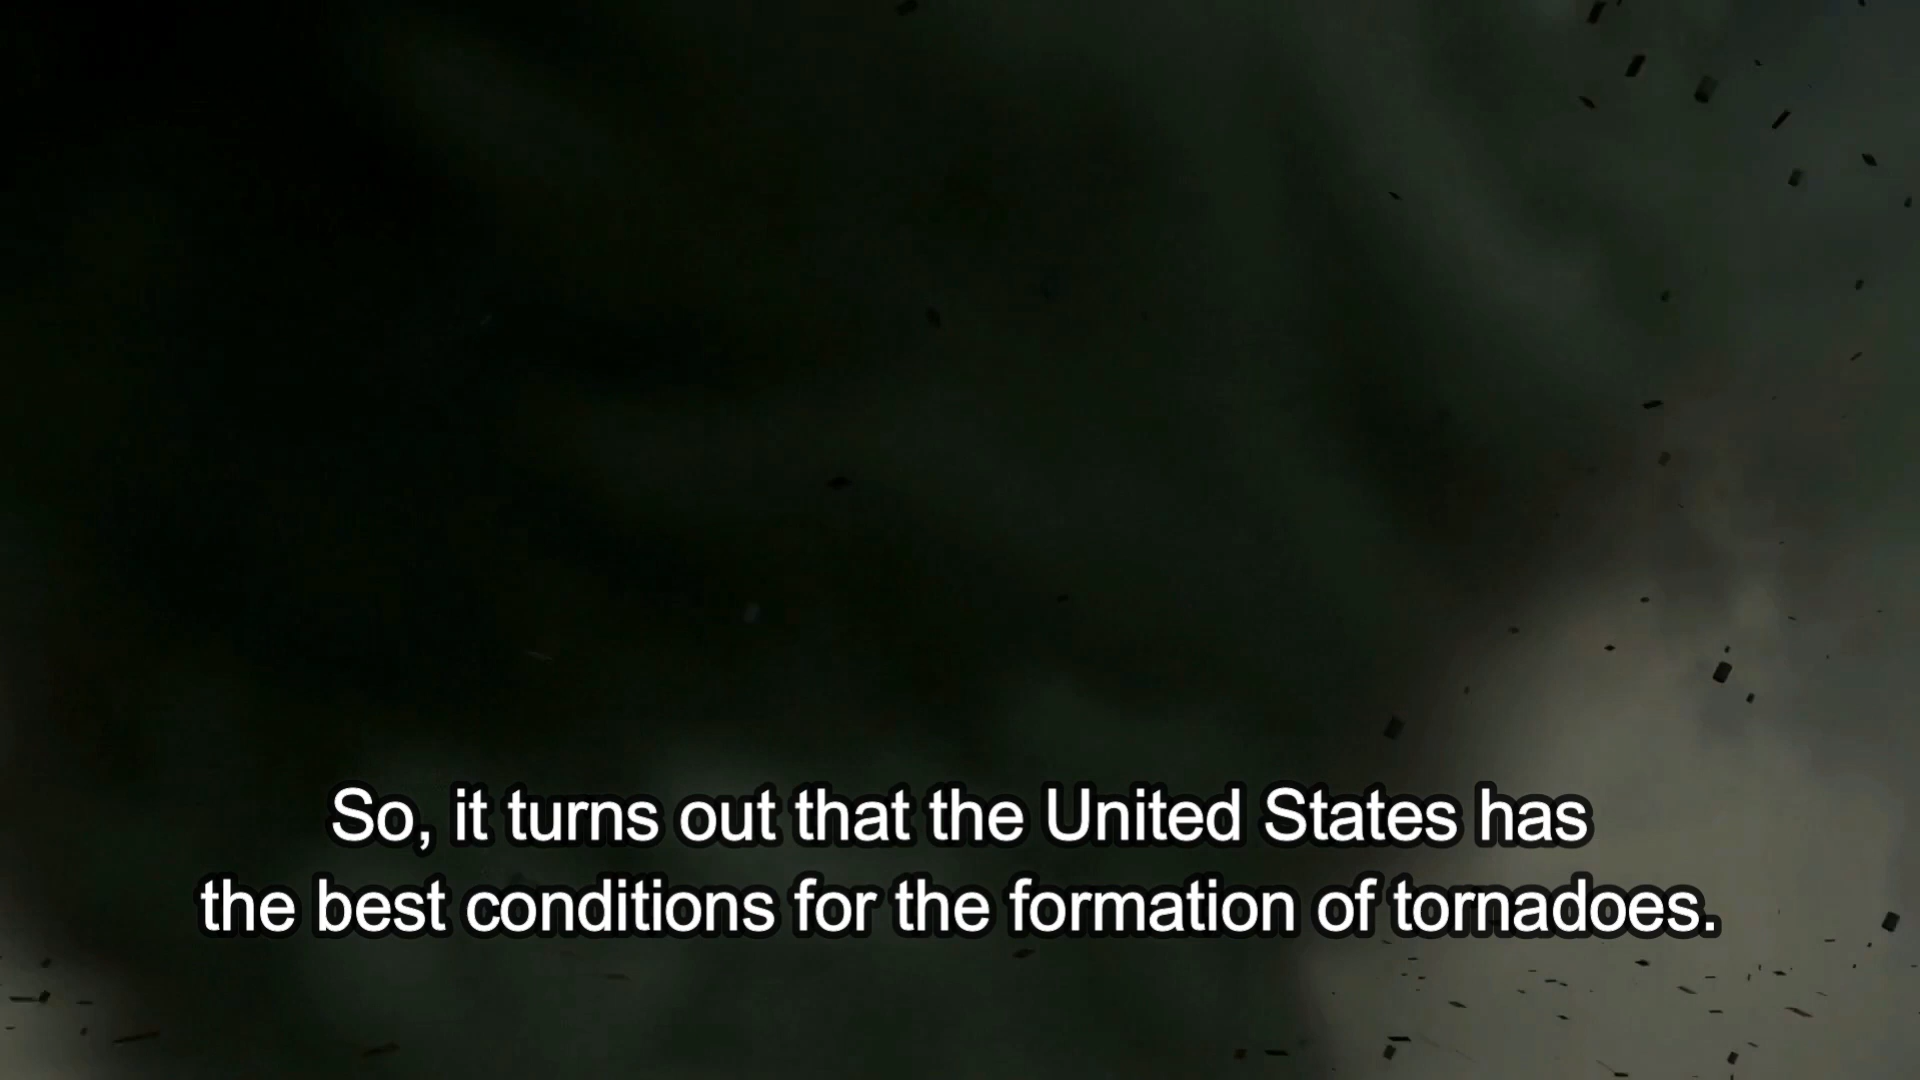 So, it turns out that the United States has
the best conditions for the formation of tornadoes.